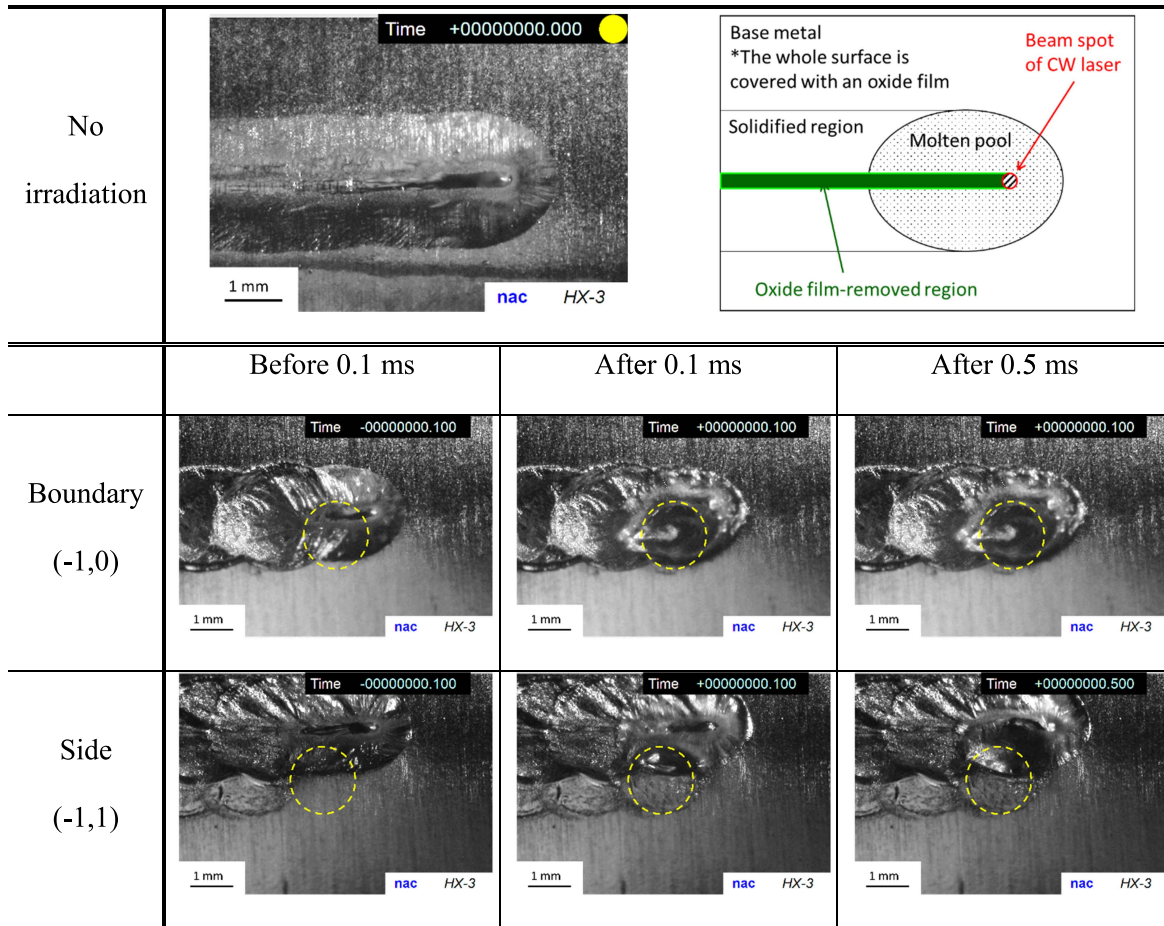 No
irradiation
Time +00000000.000
1 mm
nac HX-3
Base metal
*The whole surface is
covered with an oxide film
Beam spot
of CW laser
Solidified region
Molten pool
Oxide film-removed region
Before 0.1 ms
After 0.1 ms
After 0.5 ms
Boundary
(-1,0)
Time -00000000.100
1 mm
nac HX-3
Time +00000000.100
1 mm
nac HX-3
Time +00000000.100
1 mm
nac HX-3
Side
(-1,1)
Time -00000000.100
1 mm
nac HX-3
Time +00000000.100
1 mm
nac HX-3
Time +00000000.500
1 mm
nac HX-3